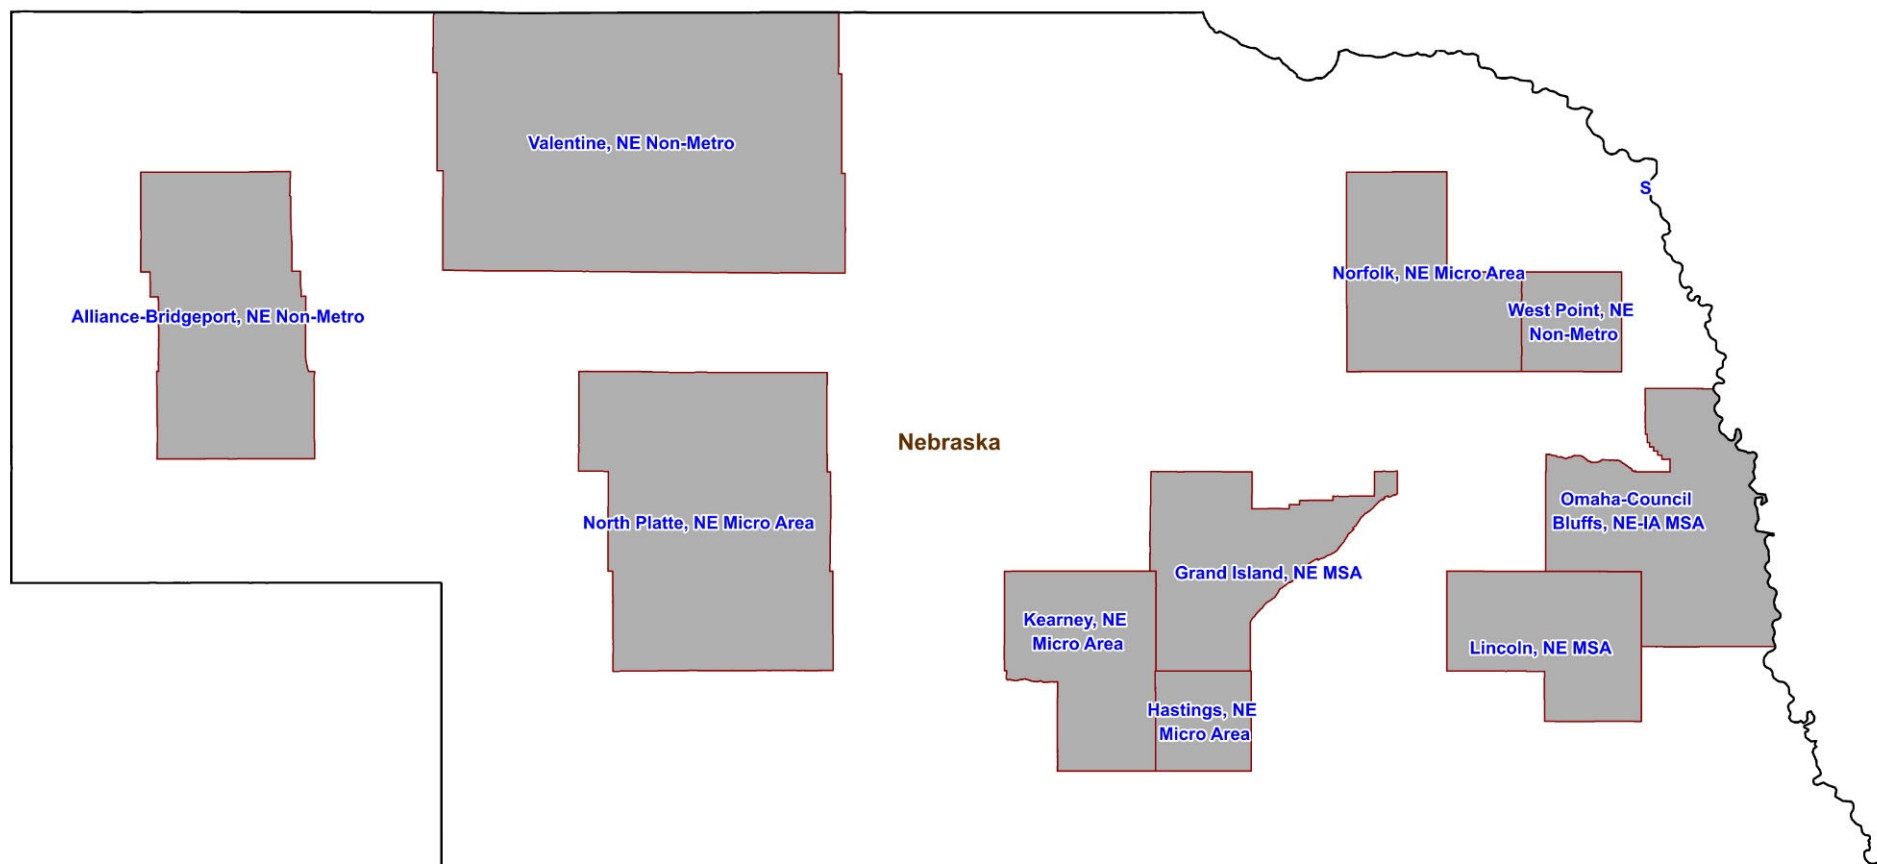 Valentine, NE Non-Metro
S
Norfolk, NE Micro Area
Alliance-Bridgeport, NE Non-Metro
West Point, NE
Non-Metro
Nebraska
Omaha-Council
Bluffs, NE-IA MSA
North Platte, NE Micro Area
Grand Island, NE MSA
Kearney, NE
Micro Area
Lincoln, NE MSA
Hastings, NE
Micro Area